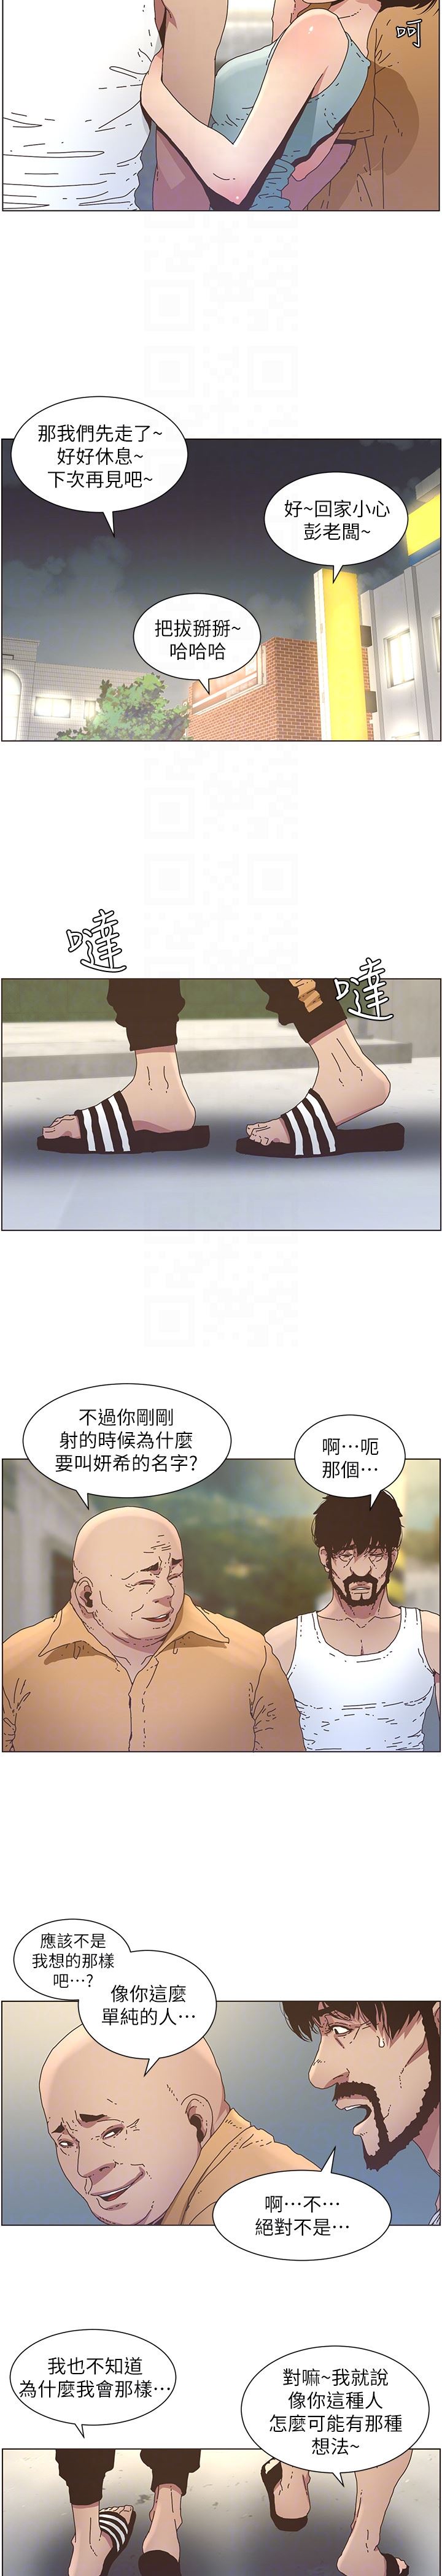 呵
那我們先走了~
好好休息~
下次再見吧~
好~回家小心
彭老闆~
把拔掰掰~
哈哈哈
噠
噠
不過你剛剛
射的時候為什麼
要叫妍希的名字?
啊⋯呃
那個⋯
應該不是
我想的那樣
吧⋯?
像你這麼
單純的人⋯
啊⋯不⋯
絕對不是⋯
我也不知道
為什麼我會那樣⋯
對嘛~我就說
像你這種人
怎麼可能有那種
想法~